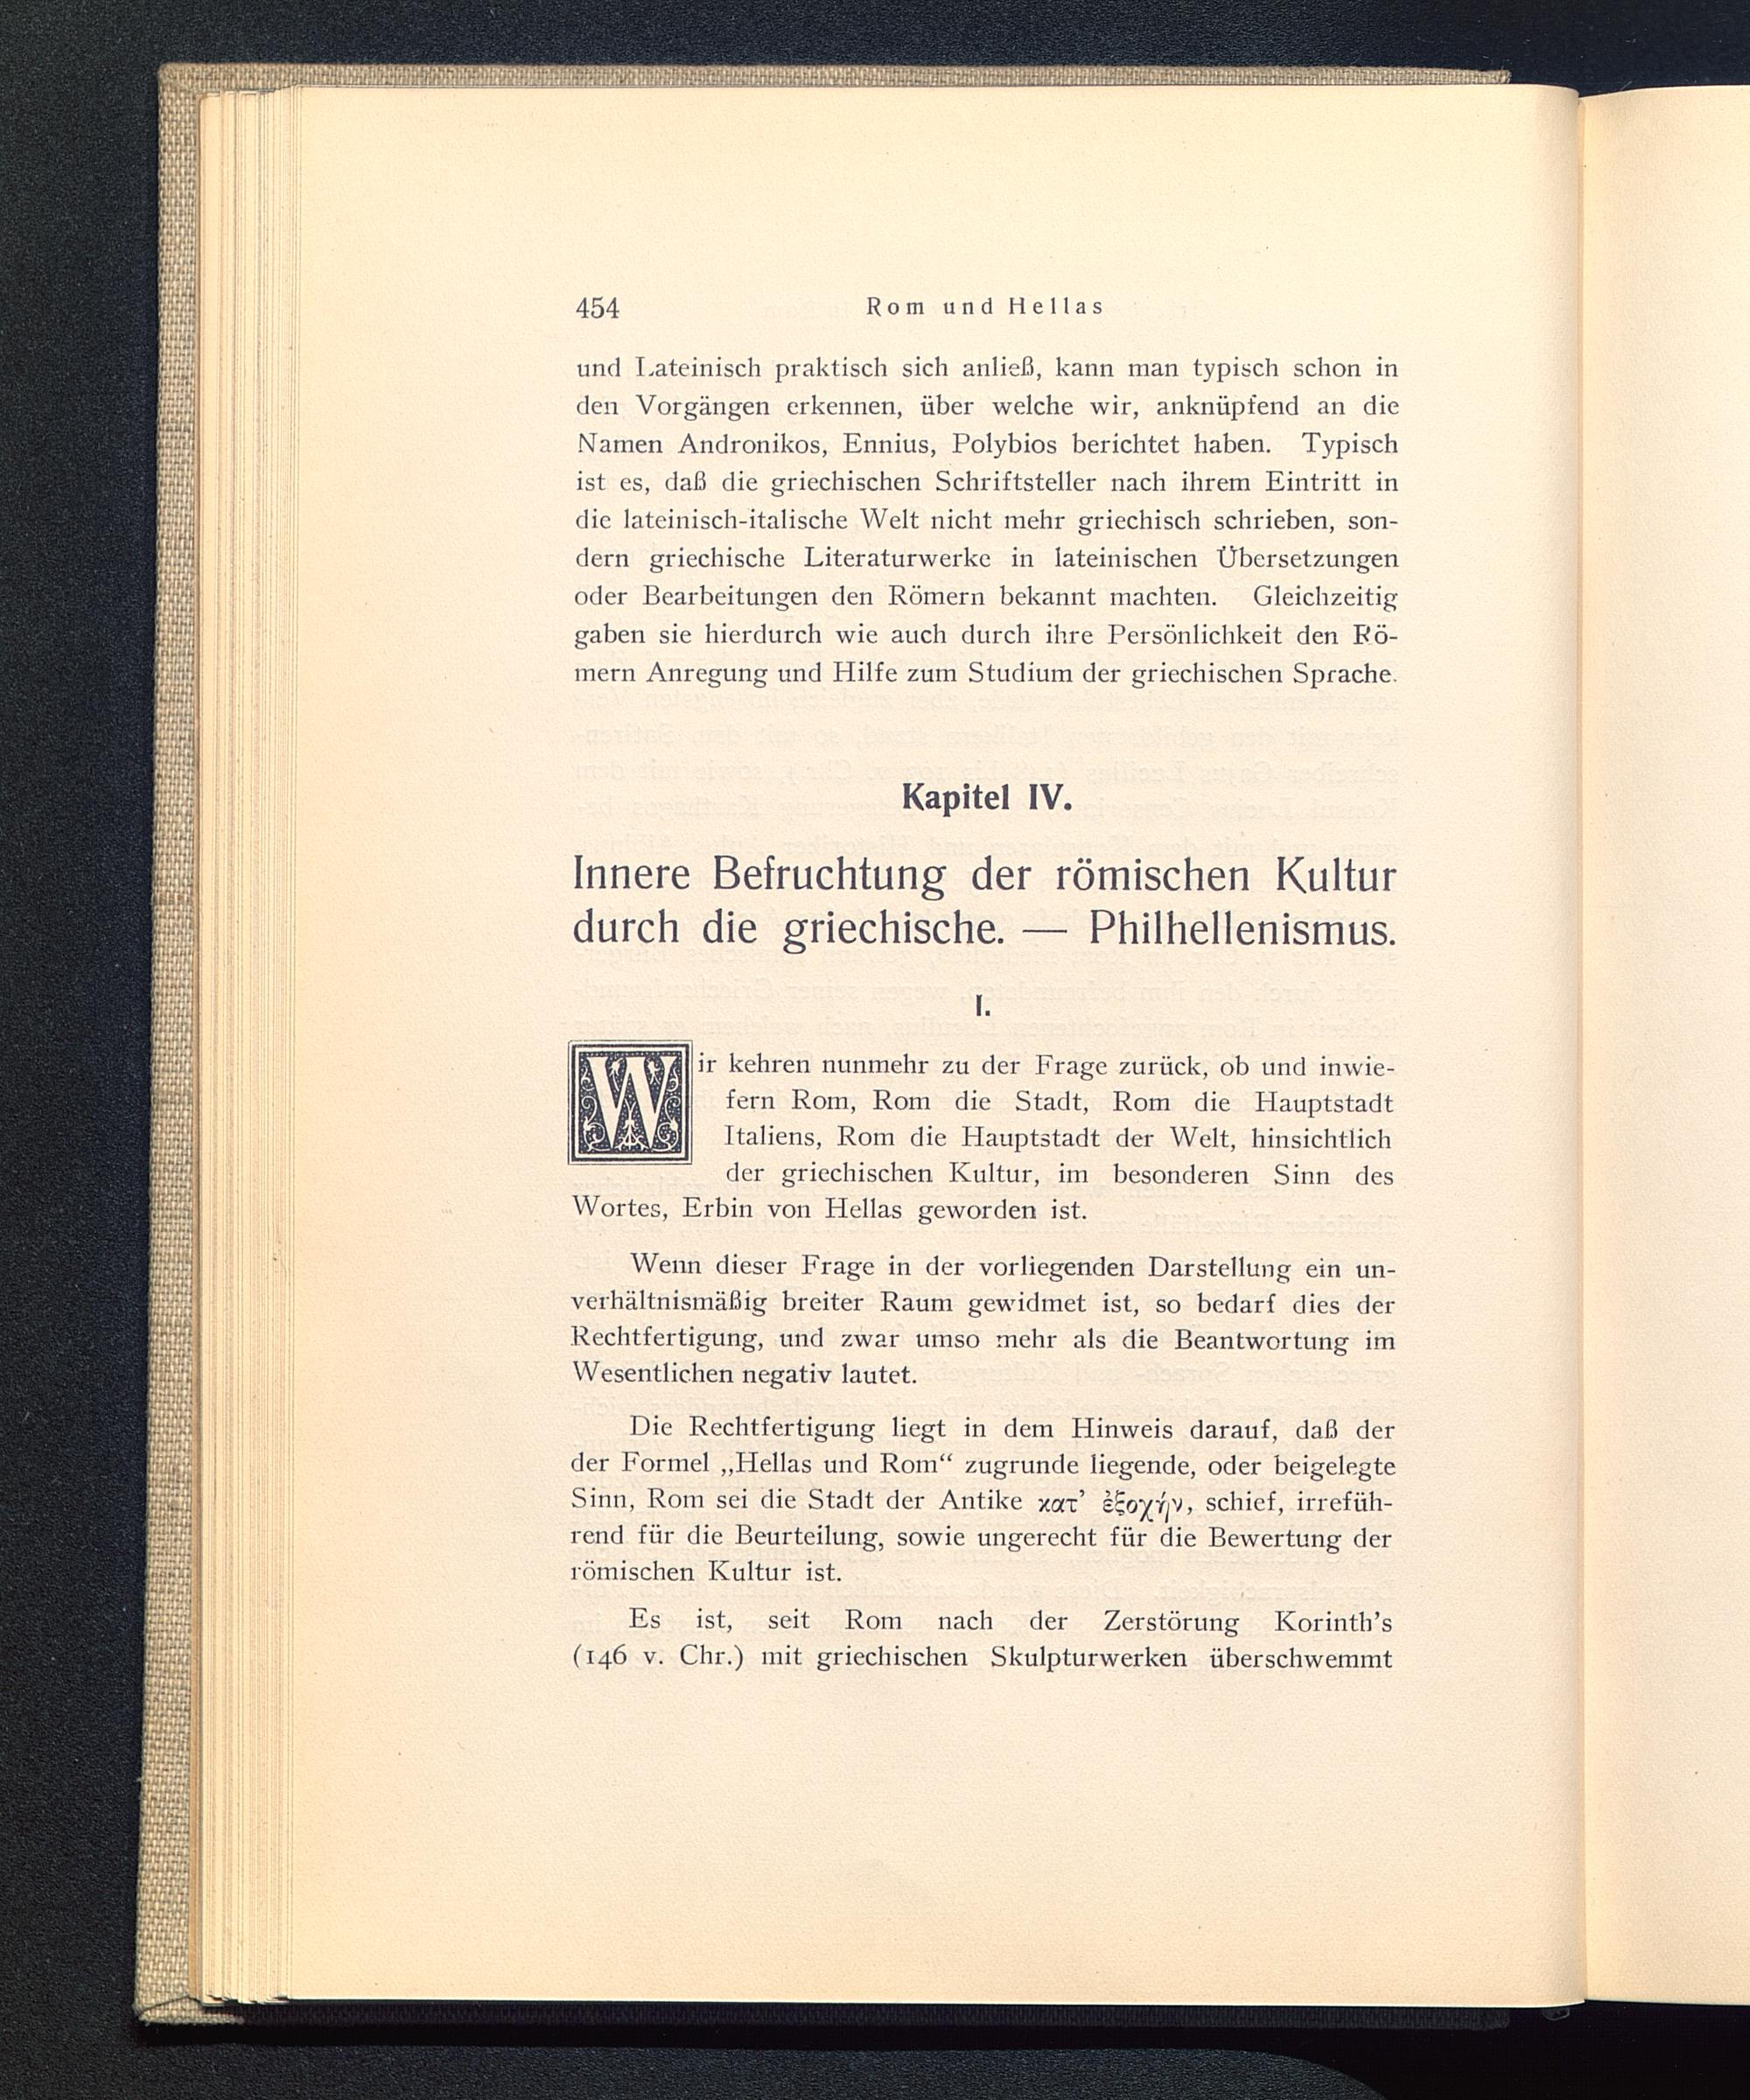 454 Rom und Hellas
und Lateinisch praktisch sich anließ, kann man typisch schon in
den Vorgängen erkennen, über welche wir, anknüpfend an die
Namen Andronikos, Ennius, Polybios berichtet haben. Typisch
ist es, daß die griechischen Schriftsteller nach ihrem Eintritt in
die lateinisch-italische Welt nicht mehr griechisch schrieben, son-
dern griechische Literaturwerke in lateinischen Übersetzungen
oder Bearbeitungen den Römern bekannt machten. Gleichzeitig
gaben sie hierdurch wie auch durch ihre Persönlichkeit den Rö-
mern Anregung und Hilfe zum Studium der griechischen Sprache.
Kapitel IV.
Innere Befruchtung der römischen Kultur
durch die griechische. — Philhellenismus.
I.
Wir kehren nunmehr zu der Frage zurück, ob und inwie-
fern Rom, Rom die Stadt, Rom die Hauptstadt
Italiens, Rom die Hauptstadt der Welt, hinsichtlich
der griechischen Kultur, im besonderen Sinn des
Wortes, Erbin von Hellas geworden ist.
Wenn dieser Frage in der vorliegenden Darstellung ein un-
verhältnismäßig breiter Raum gewidmet ist, so bedarf dies der
Rechtfertigung, und zwar umso mehr als die Beantwortung im
Wesentlichen negativ lautet.
Die Rechtfertigung liegt in dem Hinweis darauf, daß der
der Formel „Hellas und Rom“ zugrunde liegende, oder beigelegte
Sinn, Rom sei die Stadt der Antike κατ’ ἐξοχήν, schief, irrefüh-
rend für die Beurteilung, sowie ungerecht für die Bewertung der
römischen Kultur ist.
Es ist, seit Rom nach der Zerstörung Korinth’s
(146 v. Chr.) mit griechischen Skulpturwerken überschwemmt